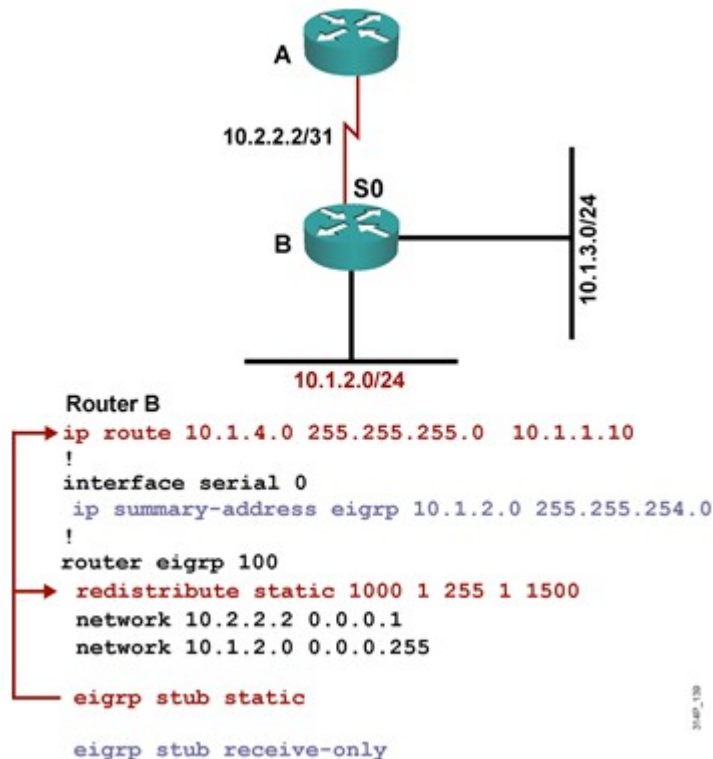 A
10.2.2.2/31
S0
B
10.1.3.0/24
10.1.2.0/24
Router B
ip route 10.1.4.0 255.255.255.0 10.1.1.10
!
interface serial 0
ip summary-address eigrp 10.1.2.0 255.255.254.0
!
router eigrp 100
redistribute static 1000 1 255 1 1500
network 10.2.2.2 0.0.0.1
network 10.1.2.0 0.0.0.255
eigrp stub static
eigrp stub receive-only
314P_139